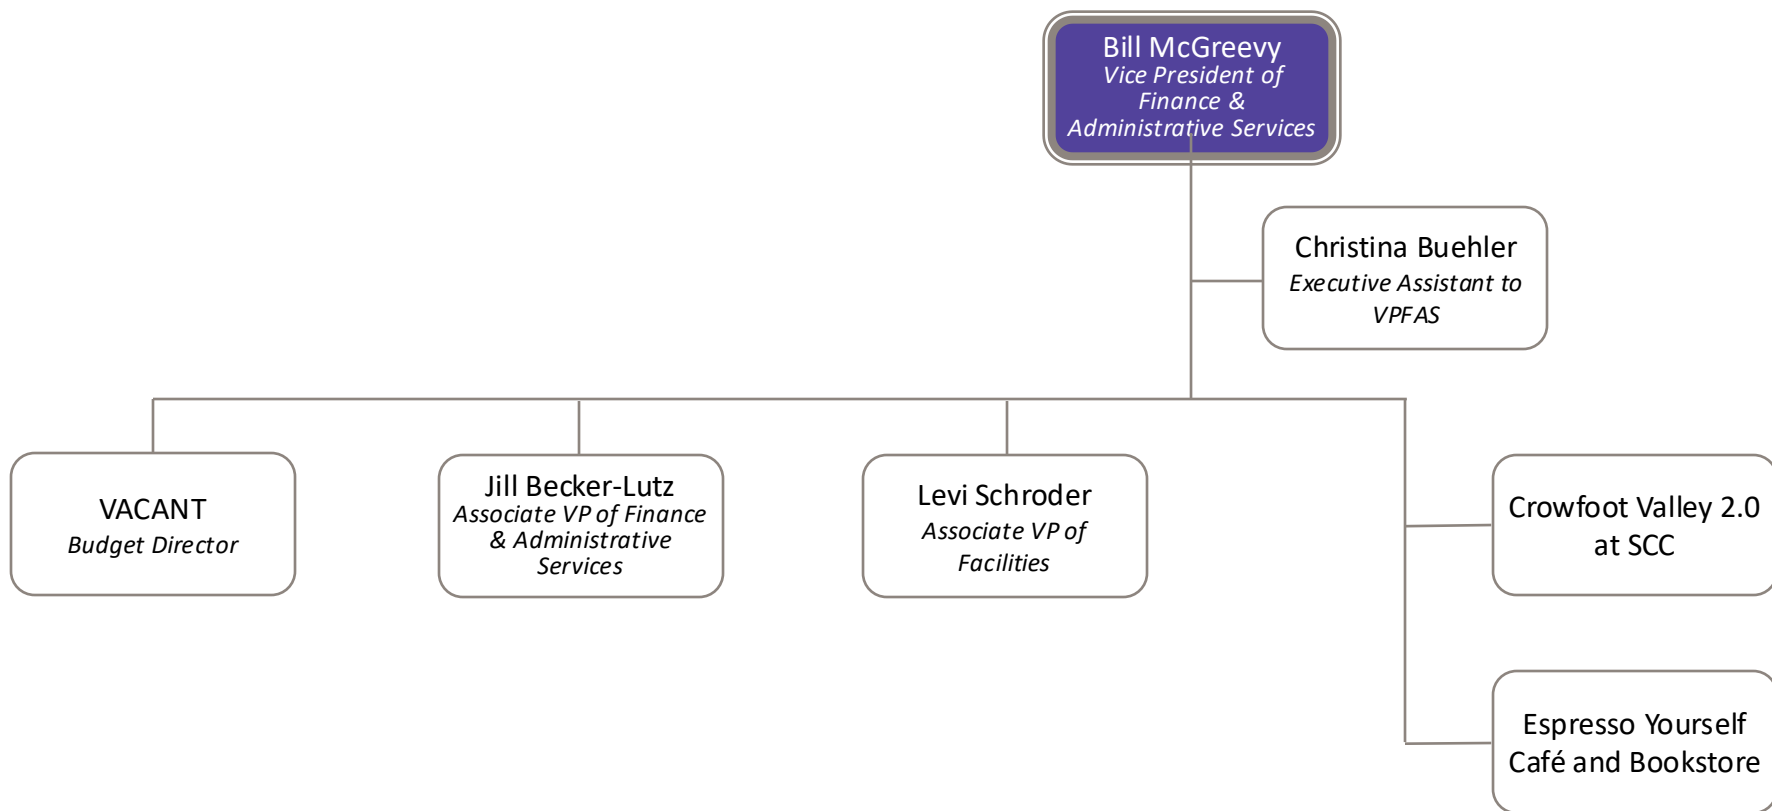 Bill McGreevy
Vice President of
Finance &
Administrative Services
Christina Buehler
Executive Assistant to
VPFAS
VACANT
Budget Director
Jill Becker-Lutz
Associate VP of Finance
& Administrative
Services
Levi Schroder
Associate VP of
Facilities
Crowfoot Valley 2.0
at SCC
Espresso Yourself
Café and Bookstore